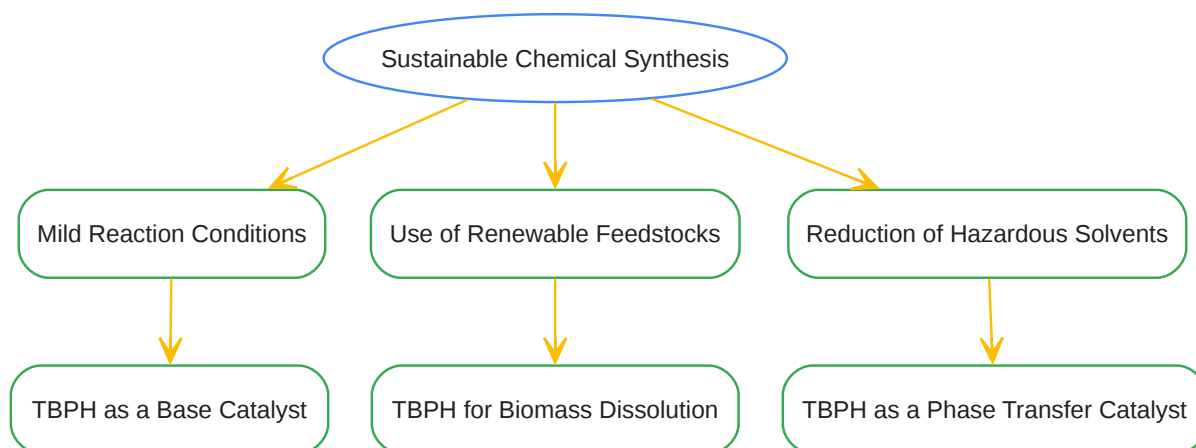 Sustainable Chemical Synthesis
Mild Reaction Conditions
Use of Renewable Feedstocks
Reduction of Hazardous Solvents
TBPH as a Base Catalyst
TBPH for Biomass Dissolution
TBPH as a Phase Transfer Catalyst